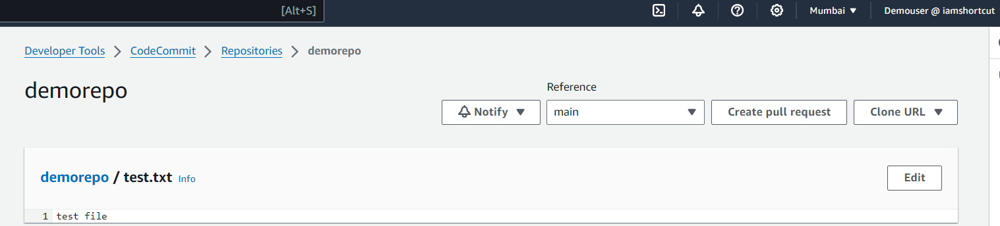 [Alt+S]
Mumbai
Demouser @ iamshortcut
Developer Tools
CodeCommit
Repositories
demorepo
demorepo
Reference
Notify
main
Create pull request
Clone URL
demorepo / test.txt Info
Edit
1 test file